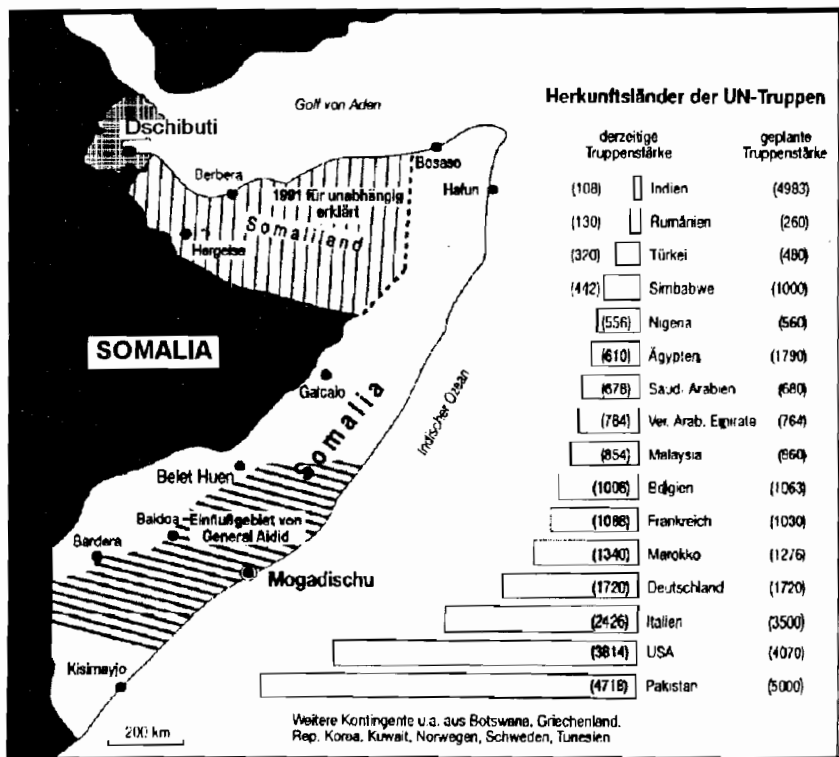 Golf von Aden
Dschibuti
Berbera
Bosaso
Hafun
1991 für unabhängig
erklärt
Somaliland
Hargeisa
SOMALIA
Galcaio
Somalia
Indischer Ozean
Belet Huen
Baidoa
Einflußgebiet von
General Aidid
Bardera
Mogadischu
Kisimayjo
200 km
Herkunftsländer der UN-Truppen
derzeitige geplante
Truppenstärke Truppenstärke
(108) Indien (4983)
(130) Rumänien (260)
(320) Türkei (480)
(442) Simbabwe (1000)
(556) Nigeria (560)
(610) Ägypten (1790)
(678) Saud. Arabien (680)
(764) Ver. Arab. Emirate (764)
(854) Malaysia (860)
(1006) Belgien (1063)
(1088) Frankreich (1030)
(1340) Marokko (1276)
(1720) Deutschland (1720)
(2426) Italien (3500)
(3814) USA (4070)
(4718) Pakistan (5000)
Weitere Kontingente u.a. aus Botswana, Griechenland,
Rep. Korea, Kuwait, Norwegen, Schweden, Tunesien